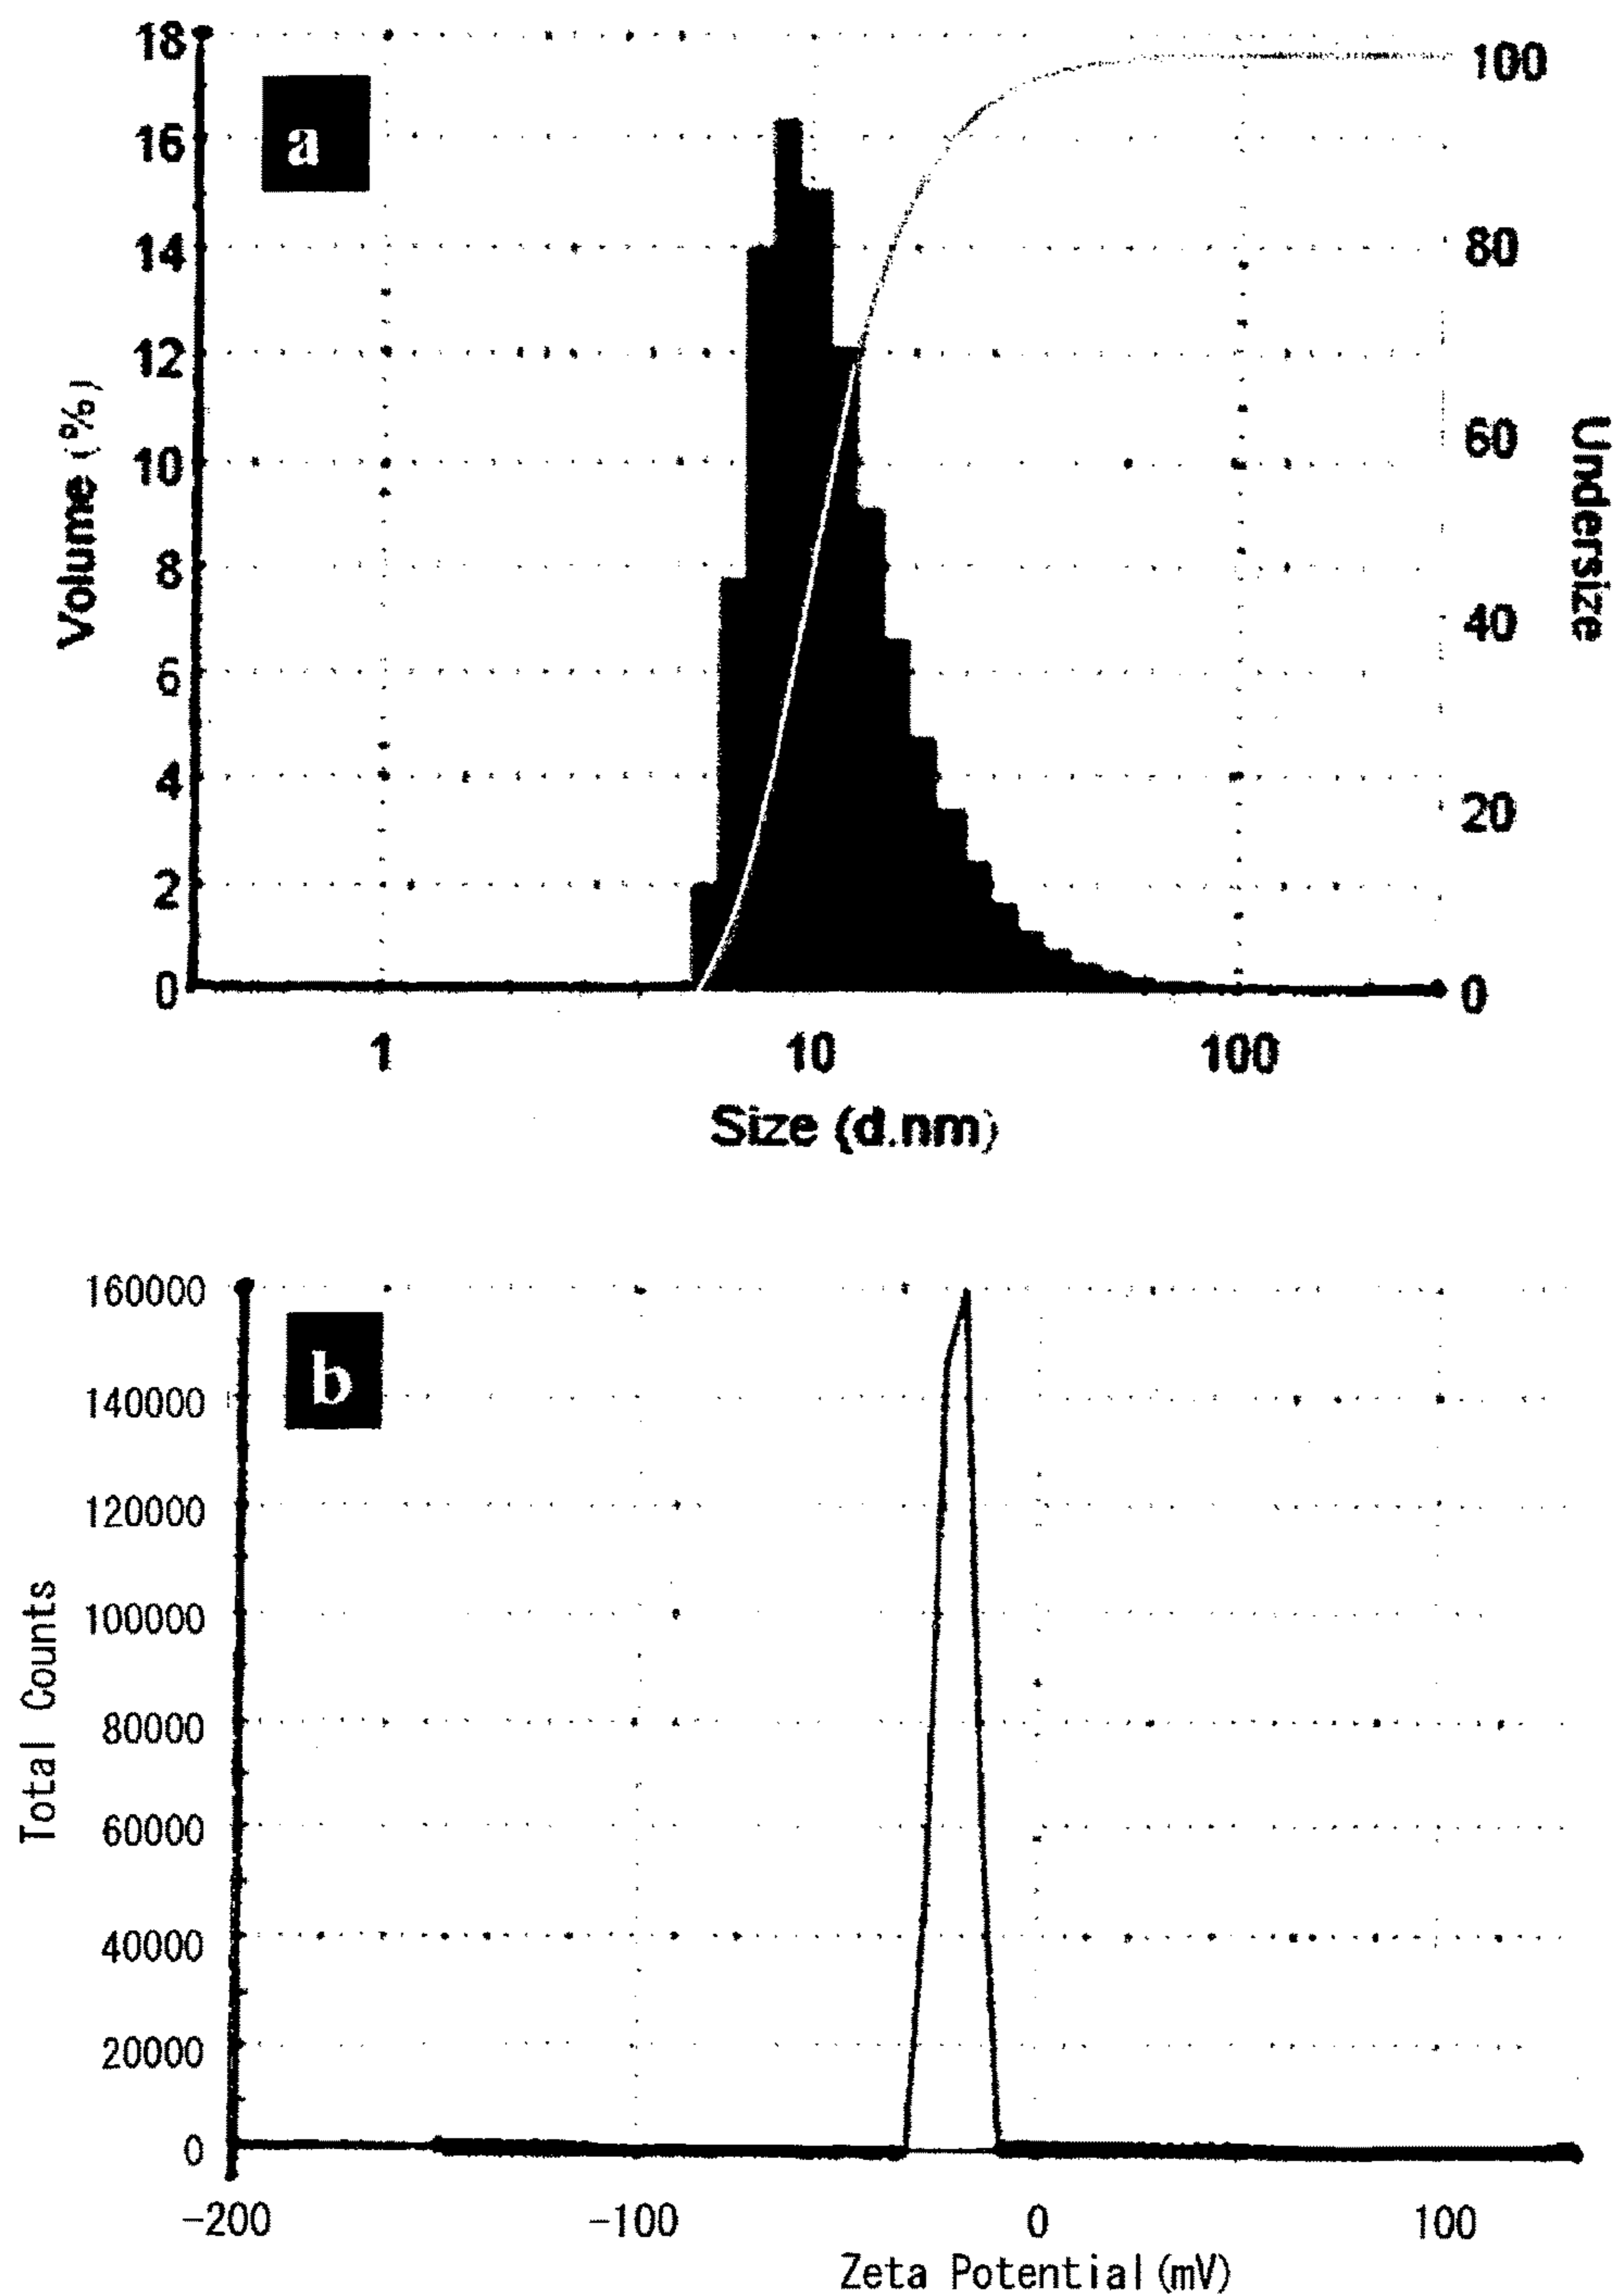 18
16
14
12
10
8
6
4
2
0
a
Volume (%)
100
80
60
40
20
0
Undersize
1 10 100
Size (d.nm)
160000
140000
120000
100000
80000
60000
40000
20000
0
b
Total Counts
-200 -100 0 100
Zeta Potential (mV)